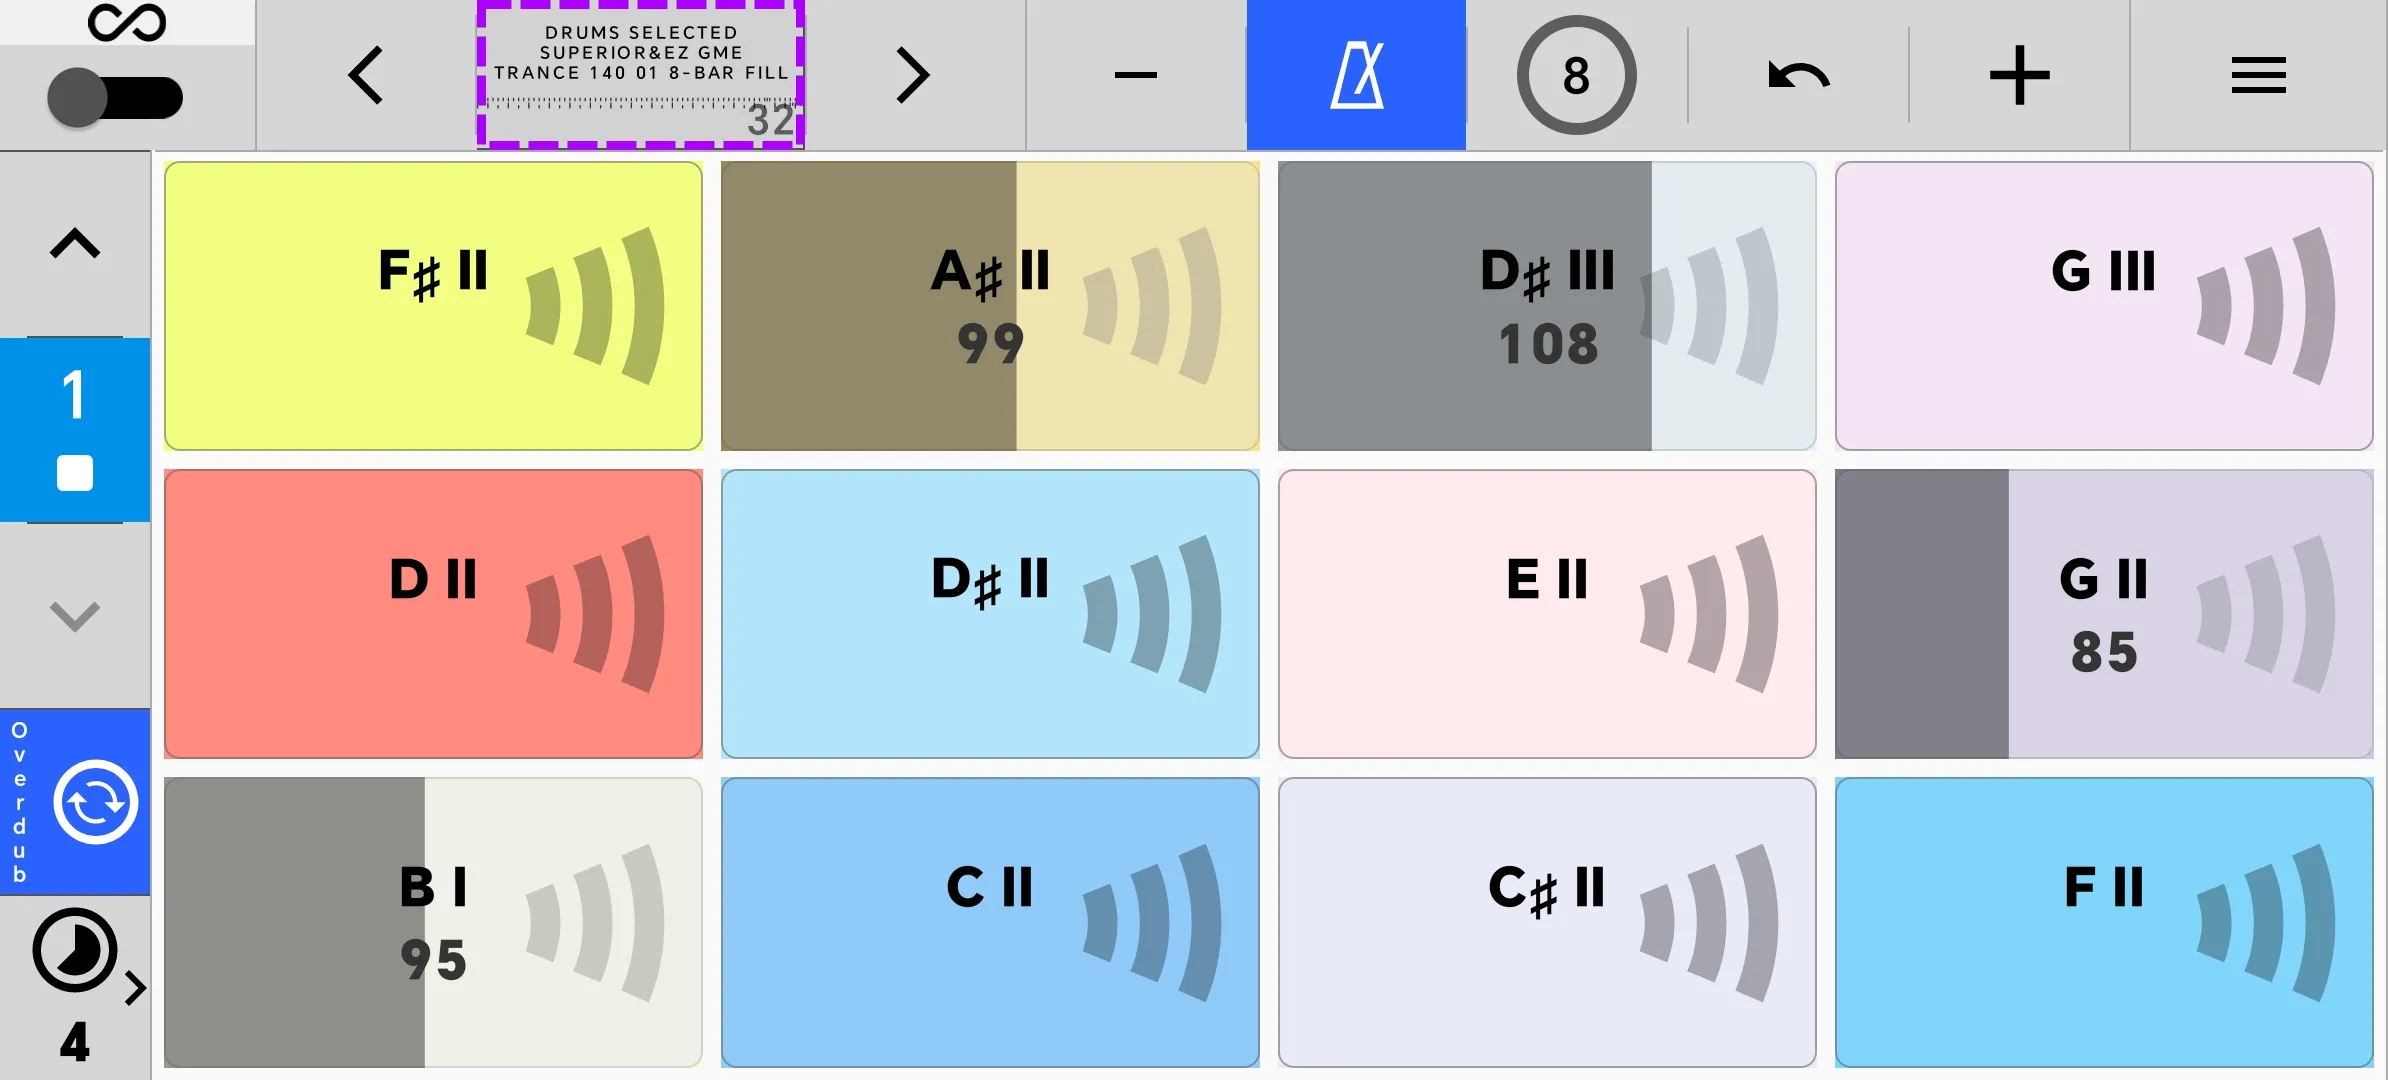 DRUMS SELECTED
SUPERIOR&EZ GME
TRANCE 140 01 8-BAR FILL
32
8
F♯ II
A♯ II
99
D♯ III
108
G III
1
D II
D♯ II
E II
G II
85
Overdub
B I
95
C II
C♯ II
F II
4